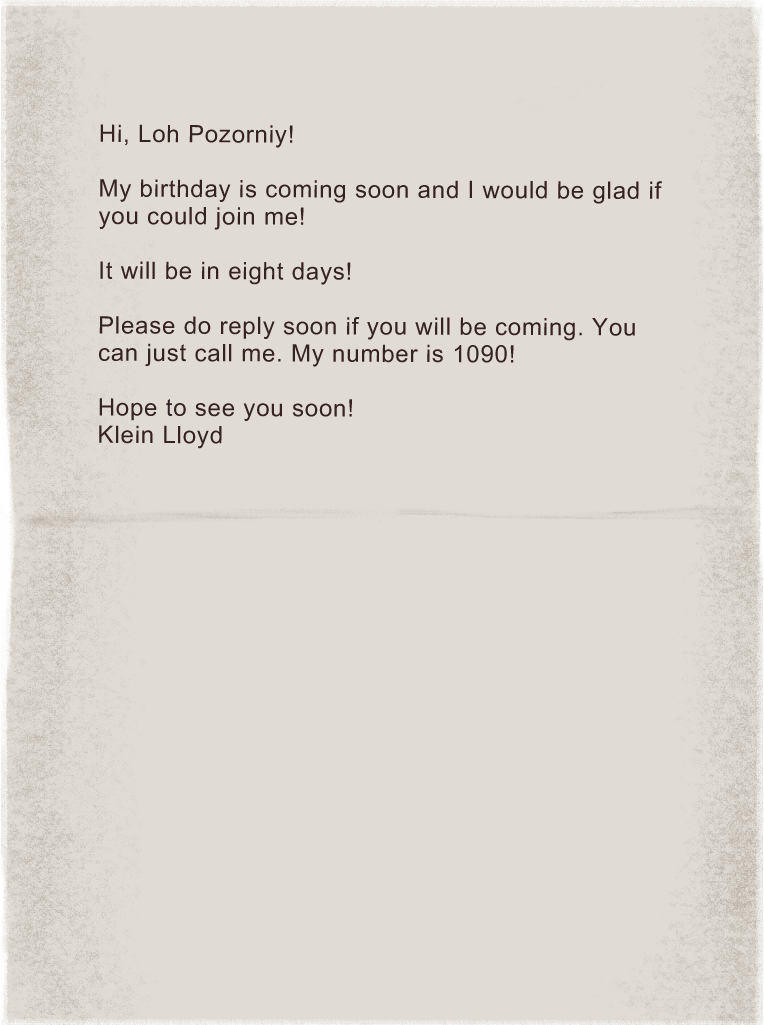 Hi, Loh Pozorniy!
My birthday is coming soon and I would be glad if
you could join me!
It will be in eight days!
Please do reply soon if you will be coming. You
can just call me. My number is 1090!
Hope to see you soon!
Klein Lloyd